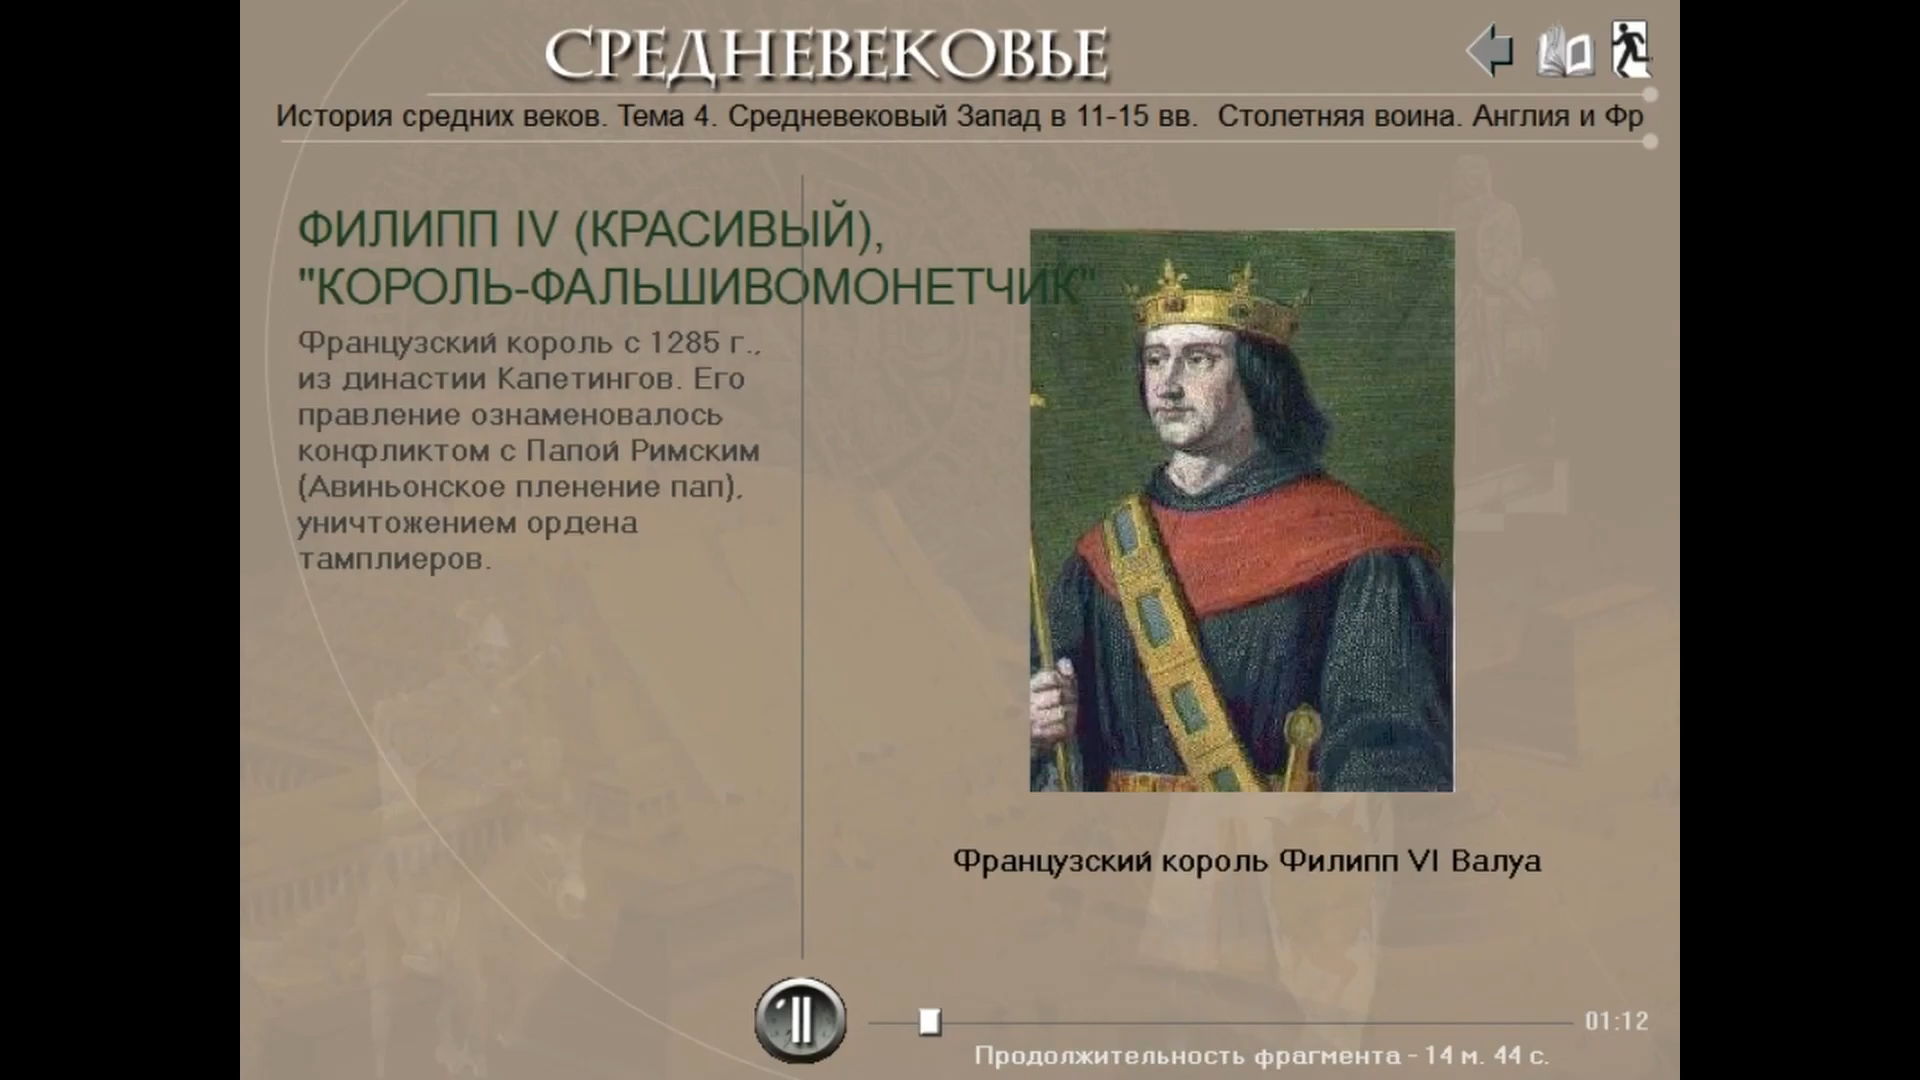 СРЕДНЕВЕКОВЬЕ
История средних веков. Тема 4. Средневековый Запад в 11-15 вв. Столетняя воина. Англия и Фр
ФИЛИПП IV (КРАСИВЫЙ),
"КОРОЛЬ-ФАЛЬШИВОМОНЕТЧИК"
Французский король с 1285 г.,
из династии Капетингов. Его
правление ознаменовалось
конфликтом с Папой Римским
(Авиньонское пленение пап),
уничтожением ордена
тамплиеров.
Французский король Филипп VI Валуа
01:12
Продолжительность фрагмента - 14 м. 44 с.